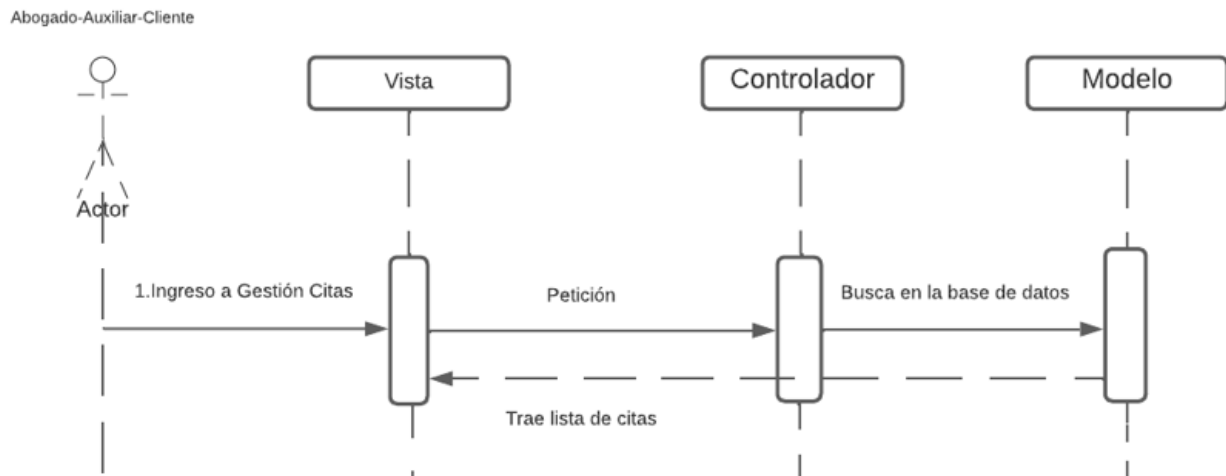 Abogado-Auxiliar-Cliente
Vista
Controlador
Modelo
Actor
1.Ingreso a Gestión Citas
Petición
Busca en la base de datos
Trae lista de citas